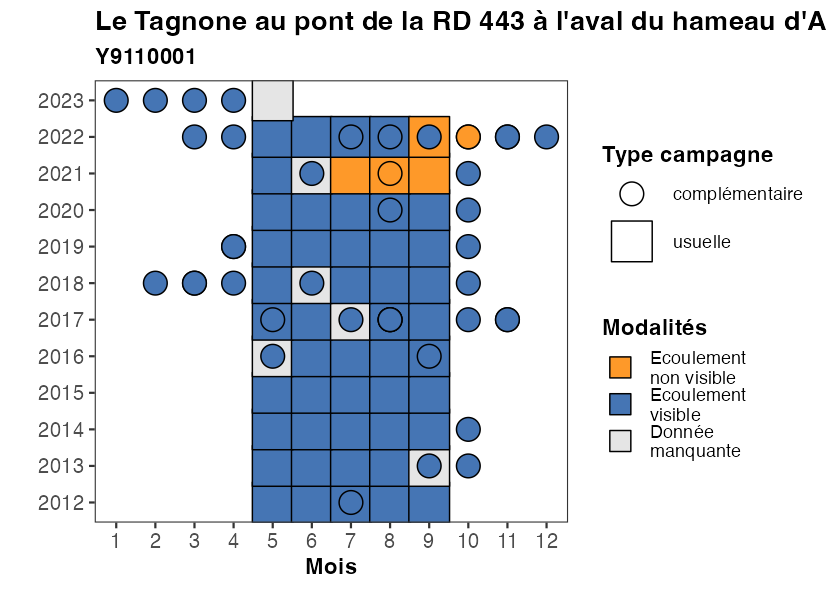 Le Tagnone au pont de la RD 443 à l'aval du hameau d'A
Y9110001
2023
2022
2021
2020
2019
2018
2017
2016
2015
2014
2013
2012
1 2 3 4 5 6 7 8 9 10 11 12
Mois
Type campagne
complémentaire
usuelle
Modalités
Ecoulement
non visible
Ecoulement
visible
Donnée
manquante